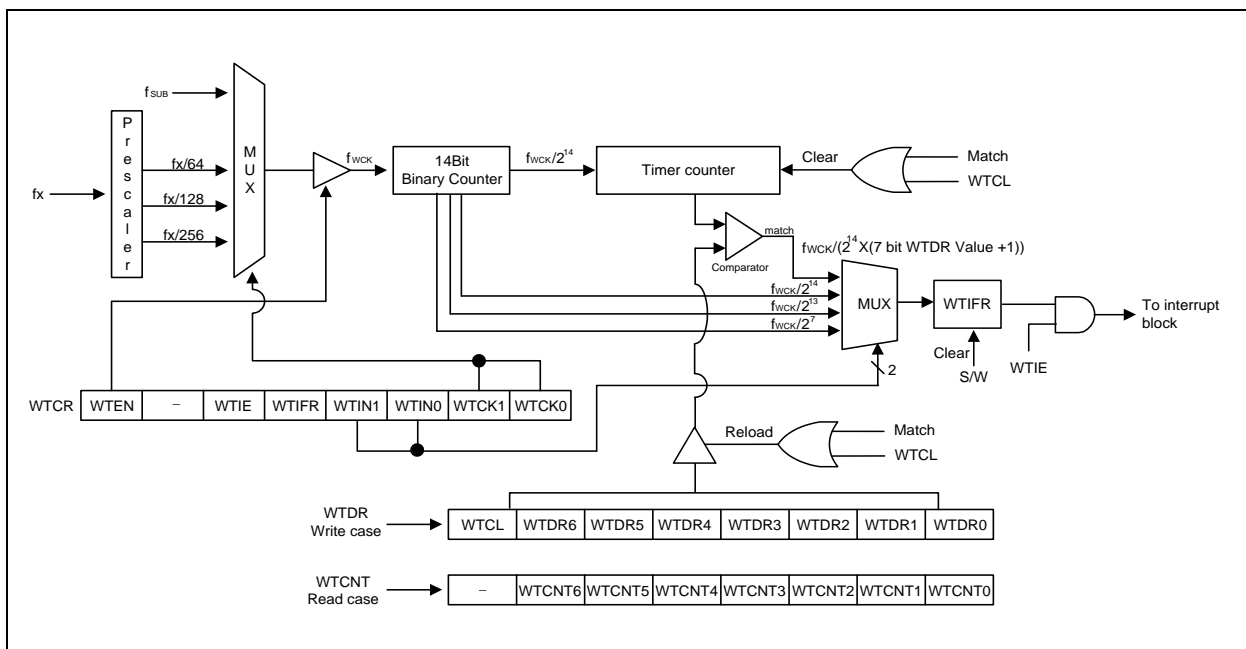 fSUB
Prescaler
fx
fx/64
fx/128
fx/256
MUX
fWCK
14Bit
Binary Counter
fWCK/2^14
Timer counter
Clear
Match
WTCL
match
Comparator
fWCK/(2^14X(7 bit WTDR Value +1))
fWCK/2^14
fWCK/2^13
fWCK/2^7
MUX
WTIFR
Clear
S/W
WTIE
To interrupt
block
2
WTCR WTEN – WTIE WTIFR WTIN1 WTIN0 WTCK1 WTCK0
Reload
Match
WTCL
WTDR
Write case
WTCL WTDR6 WTDR5 WTDR4 WTDR3 WTDR2 WTDR1 WTDR0
WTCNT
Read case
– WTCNT6 WTCNT5 WTCNT4 WTCNT3 WTCNT2 WTCNT1 WTCNT0